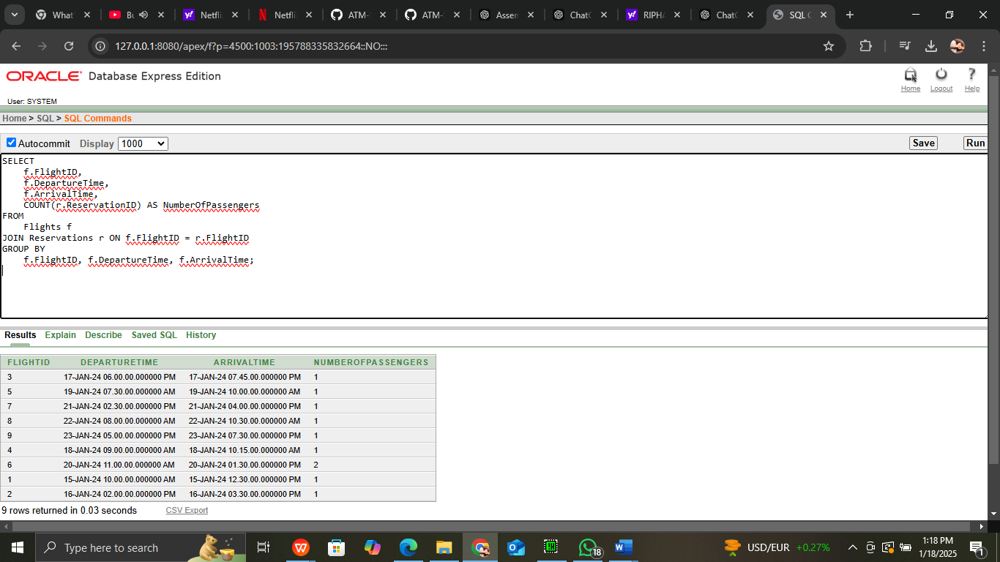 What'
Bu
Netfli
Netfli
ATM-
ATM-
Assen
ChatG
RIPHA
ChatG
SQL C
127.0.0.1:8080/apex/f?p=4500:1003:195788335832664::NO:::
ORACLE Database Express Edition
Home Logout Help
User: SYSTEM
Home > SQL > SQL Commands
Autocommit Display 1000 Save Run
SELECT
f.FlightID,
f.DepartureTime,
f.ArrivalTime,
COUNT(r.ReservationID) AS NumberOfPassengers
FROM
Flights f
JOIN Reservations r ON f.FlightID = r.FlightID
GROUP BY
f.FlightID, f.DepartureTime, f.ArrivalTime;
Results Explain Describe Saved SQL History
FLIGHTID DEPARTURETIME ARRIVALTIME NUMBEROFPASSENGERS
3 17-JAN-24 06.00.00.000000 PM 17-JAN-24 07.45.00.000000 PM 1
5 19-JAN-24 07.30.00.000000 AM 19-JAN-24 10.00.00.000000 AM 1
7 21-JAN-24 02.30.00.000000 PM 21-JAN-24 04.00.00.000000 PM 1
8 22-JAN-24 08.00.00.000000 AM 22-JAN-24 10.30.00.000000 AM 1
9 23-JAN-24 05.00.00.000000 PM 23-JAN-24 07.30.00.000000 PM 1
4 18-JAN-24 09.00.00.000000 AM 18-JAN-24 10.15.00.000000 AM 1
6 20-JAN-24 11.00.00.000000 AM 20-JAN-24 01.30.00.000000 PM 2
1 15-JAN-24 10.00.00.000000 AM 15-JAN-24 12.30.00.000000 PM 1
2 16-JAN-24 02.00.00.000000 PM 16-JAN-24 03.30.00.000000 PM 1
9 rows returned in 0.03 seconds CSV Export
Type here to search
18
USD/EUR +0.27%
1:18 PM
1/18/2025
1